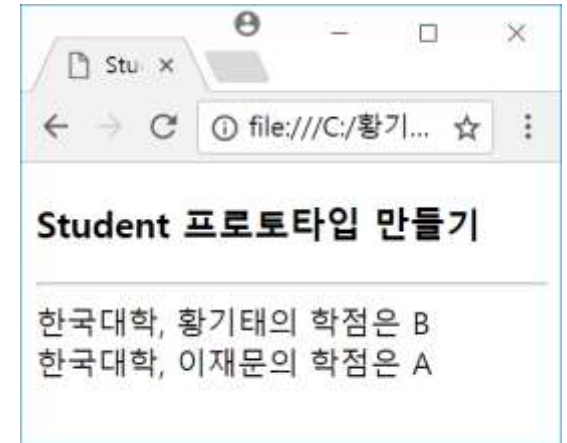 Stu
file:///C:/황기...
Student 프로토타입 만들기
한국대학, 황기태의 학점은 B
한국대학, 이재문의 학점은 A